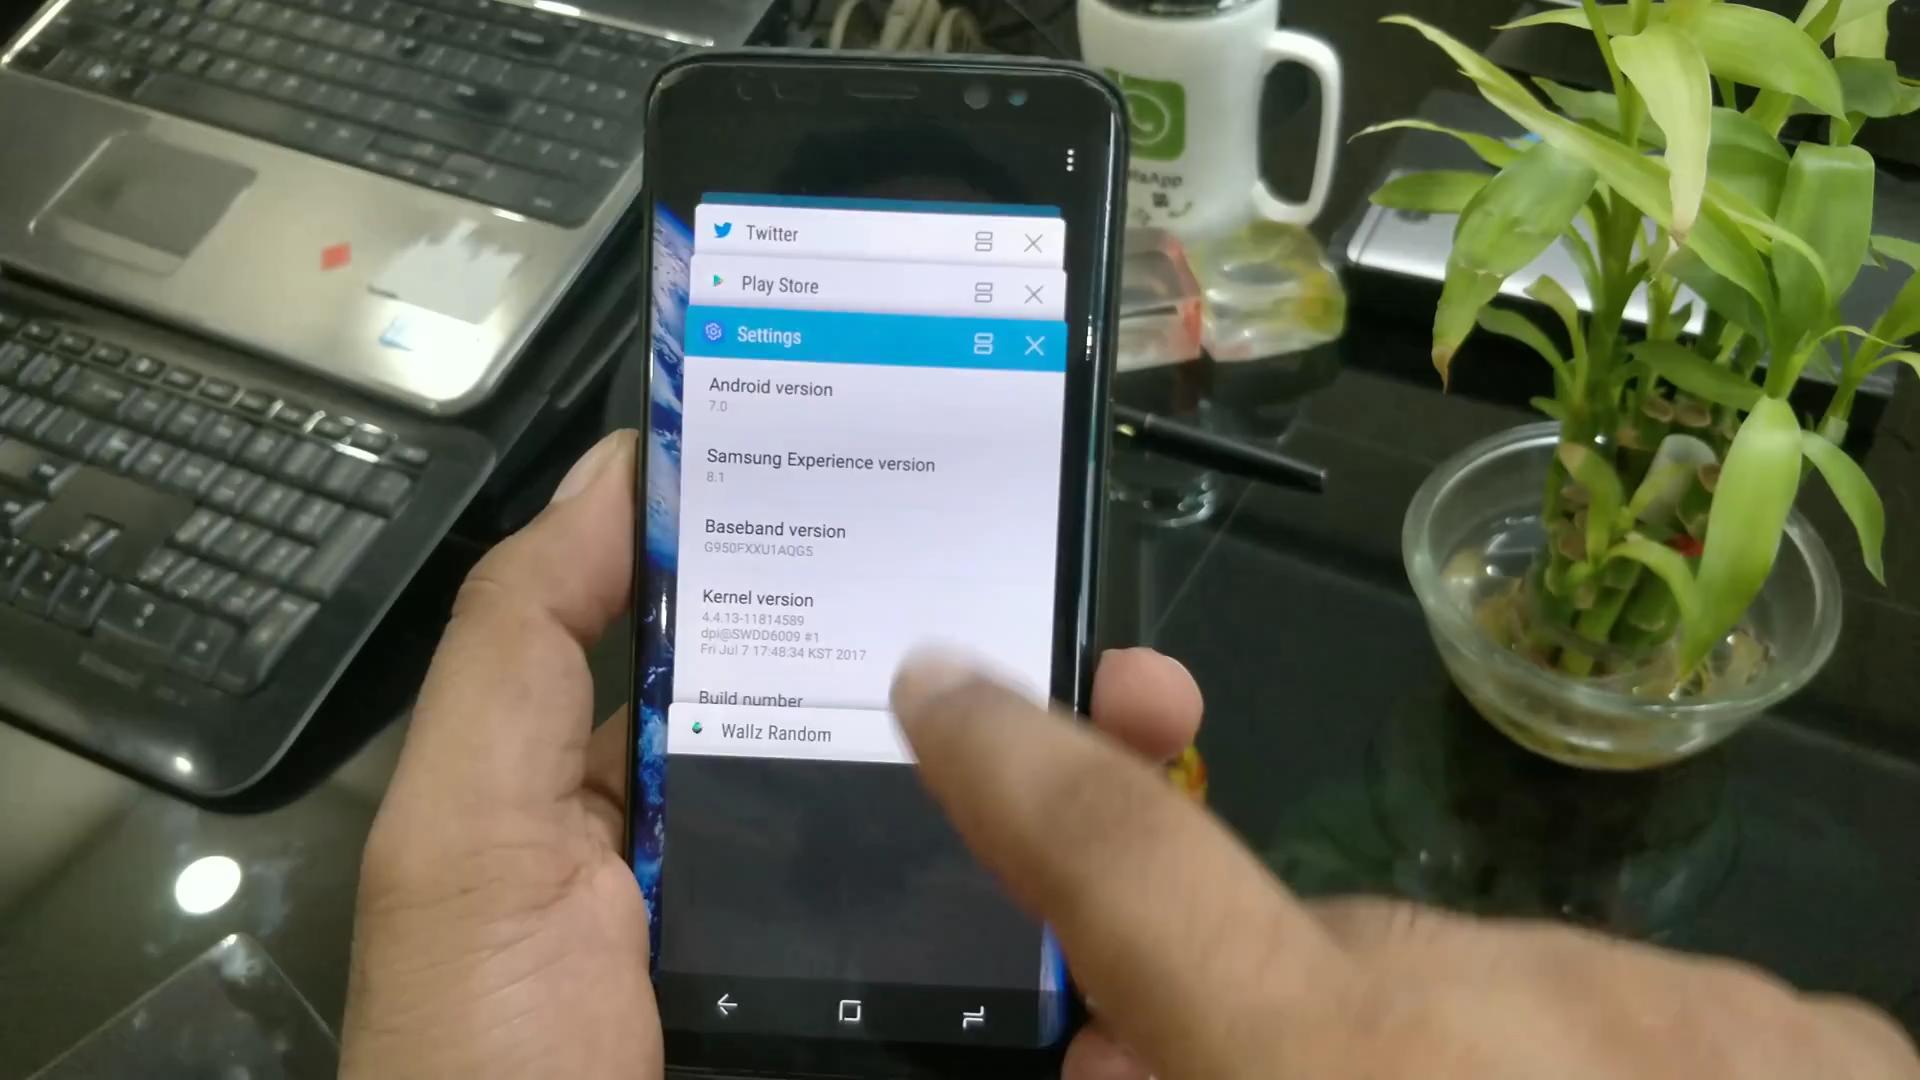 Twitter
Play Store
Settings
Android version
7.0
Samsung Experience version
8.1
Baseband version
G950FXXU1AQG5
Kernel version
4.4.13-11814589
dpi@SWDD6009 #1
Fri Jul 7 17:48:34 KST 2017
Build number
Wallz Random